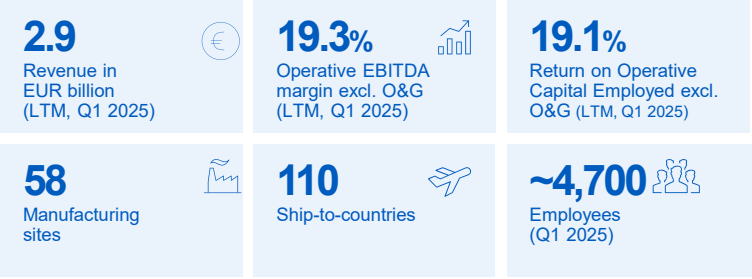 2.9
Revenue in
EUR billion
(LTM, Q1 2025)
19.3%
Operative EBITDA
margin excl. O&G
(LTM, Q1 2025)
19.1%
Return on Operative
Capital Employed excl.
O&G (LTM, Q1 2025)
58
Manufacturing
sites
110
Ship-to-countries
~4,700
Employees
(Q1 2025)